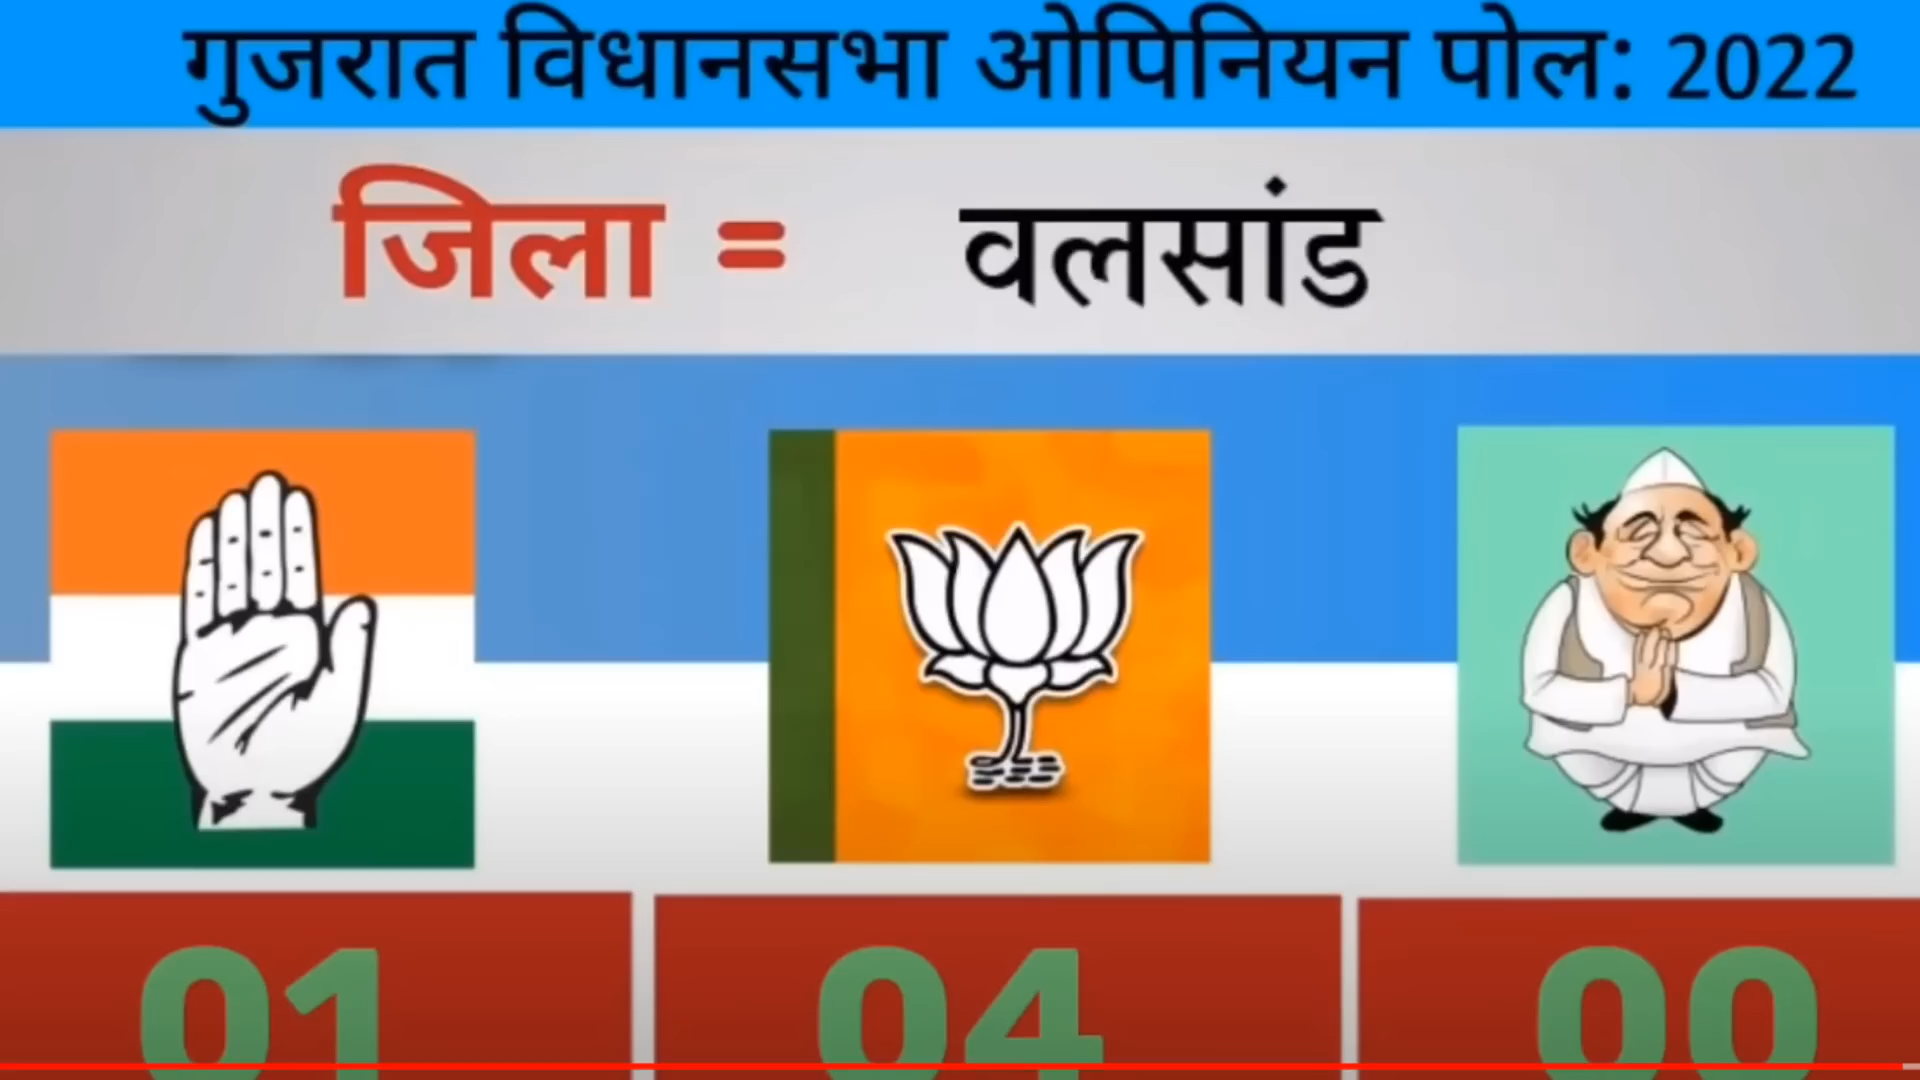 गुजरात विधानसभा ओपिनियन पोल: 2022
जिला = वलसांड
01 04 00